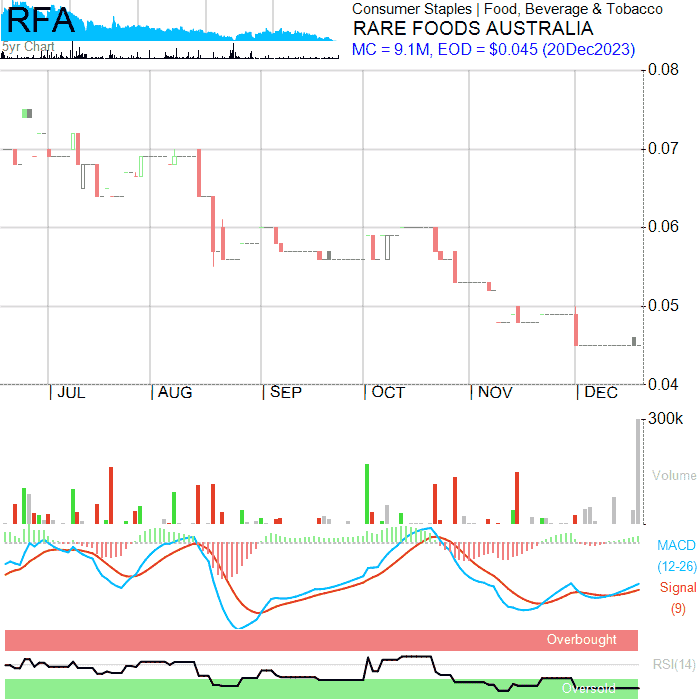 RFA
5yr Chart
Consumer Staples | Food, Beverage & Tobacco
RARE FOODS AUSTRALIA
MC = 9.1M, EOD = $0.045 (20Dec2023)
0.08
0.07
0.06
0.05
0.04
JUL AUG SEP OCT NOV DEC
300k
Volume
MACD
(12-26)
Signal
(9)
Overbought
RSI(14)
Oversold